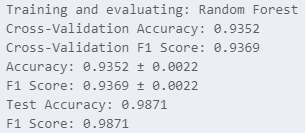 Training and evaluating: Random Forest
Cross-Validation Accuracy: 0.9352
Cross-Validation F1 Score: 0.9369
Accuracy: 0.9352 ± 0.0022
F1 Score: 0.9369 ± 0.0022
Test Accuracy: 0.9871
F1 Score: 0.9871